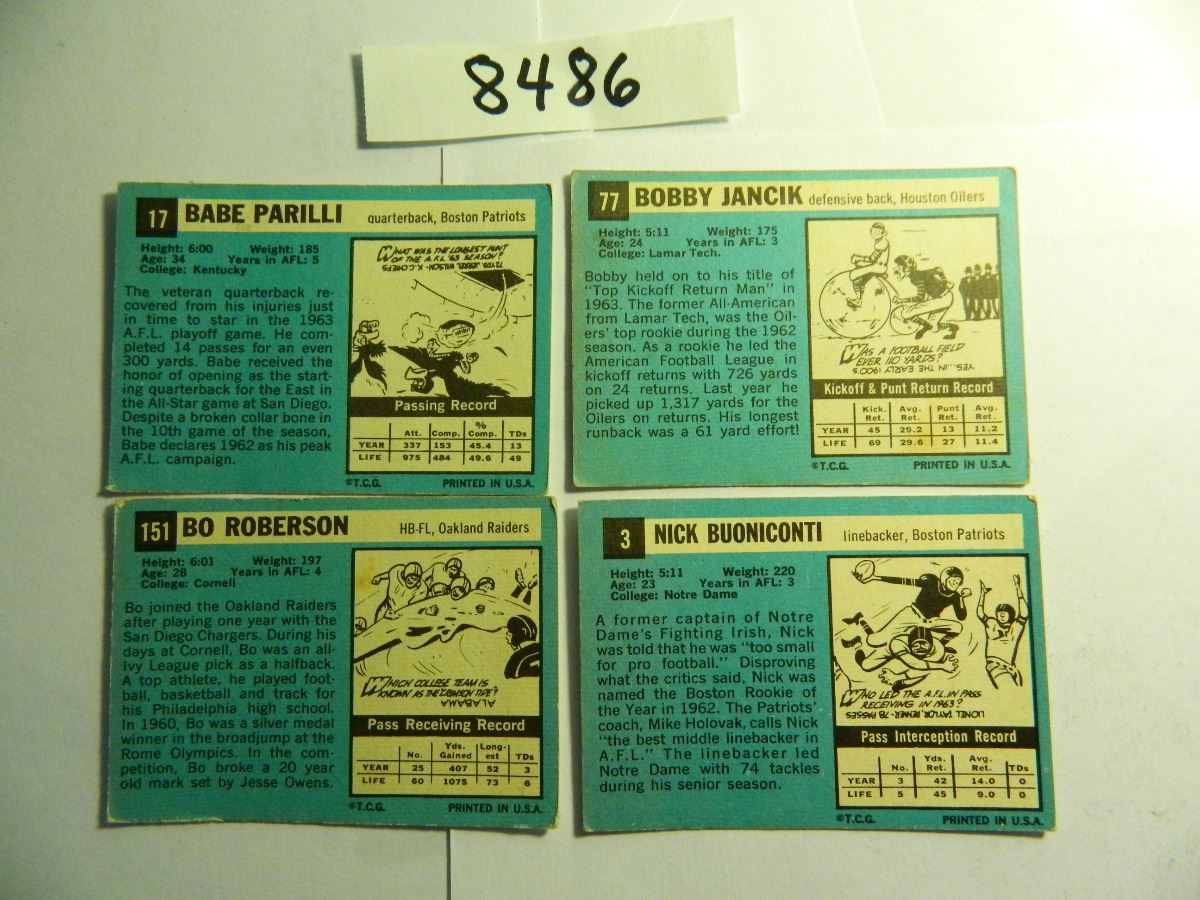 8486
17 BABE PARILLI quarterback, Boston Patriots
Height: 6:00 Weight: 185
Age: 34 Years in AFL: 5
College: Kentucky
The veteran quarterback re-
covered from his injuries just
in time to star in the 1963
A.F.L. playoff game. He com-
pleted 14 passes for an even
300 yards. Babe received the
honor of opening as the start-
ing quarterback for the East in
the All-Star game at San Diego.
Despite a broken collar bone in
the 10th game of the season,
Babe declares 1962 as his peak
A.F.L. campaign.
WHAT WAS THE LONGEST PUNT
OF THE A.F.L. '63 SEASON?
YDS. JERREL WILSON - K.C. CHIEFS
Passing Record
Att. Comp. % Comp. TDs
YEAR 337 153 45.4 13
LIFE 975 484 49.6 49
©T.C.G. PRINTED IN U.S.A.
77 BOBBY JANCIK defensive back, Houston Oilers
Height: 5:11 Weight: 175
Age: 24 Years in AFL: 3
College: Lamar Tech.
Bobby held on to his title of
"Top Kickoff Return Man" in
1963. The former All-American
from Lamar Tech, was the Oil-
ers' top rookie during the 1962
season. As a rookie he led the
American Football League in
kickoff returns with 726 yards
on 24 returns. Last year he
picked up 1,317 yards for the
Oilers on returns. His longest
runback was a 61 yard effort!
WAS A FOOTBALL FIELD
EVER 110 YARDS?
YES...IN THE EARLY 1900'S
Kickoff & Punt Return Record
Kick. Ret. Avg. Ret. Punt Ret. Avg. Ret.
YEAR 45 29.2 13 11.2
LIFE 69 29.6 27 11.4
©T.C.G. PRINTED IN U.S.A.
151 BO ROBERSON HB-FL, Oakland Raiders
Height: 6:01 Weight: 197
Age: 28 Years in AFL: 4
College: Cornell
Bo joined the Oakland Raiders
after playing one year with the
San Diego Chargers. During his
days at Cornell, Bo was an all-
Ivy League pick as a halfback.
A top athlete, he played foot-
ball, basketball and track for
his Philadelphia high school.
In 1960, Bo was a silver medal
winner in the broadjump at the
Rome Olympics. In the com-
petition, Bo broke a 20 year
old mark set by Jesse Owens.
WHICH COLLEGE TEAM IS
KNOWN AS THE CRIMSON TIDE?
ALABAMA
Pass Receiving Record
No. Yds. Gained Long-est TDs
YEAR 25 407 52 3
LIFE 60 1075 73 6
©T.C.G. PRINTED IN U.S.A.
3 NICK BUONICONTI linebacker, Boston Patriots
Height: 5:11 Weight: 220
Age: 23 Years in AFL: 3
College: Notre Dame
A former captain of Notre
Dame's Fighting Irish, Nick
was told that he was "too small
for pro football." Disproving
what the critics said, Nick was
named the Boston Rookie of
the Year in 1962. The Patriots'
coach, Mike Holovak, calls Nick
"the best middle linebacker in
A.F.L." The linebacker led
Notre Dame with 74 tackles
during his senior season.
WHO LED THE A.F.L. IN PASS
RECEIVING IN 1963?
LIONEL TAYLOR, DENVER - 78 PASSES
Pass Interception Record
No. Yds. Ret. Avg. Ret. TDs
YEAR 3 42 14.0 0
LIFE 5 45 9.0 0
©T.C.G. PRINTED IN U.S.A.